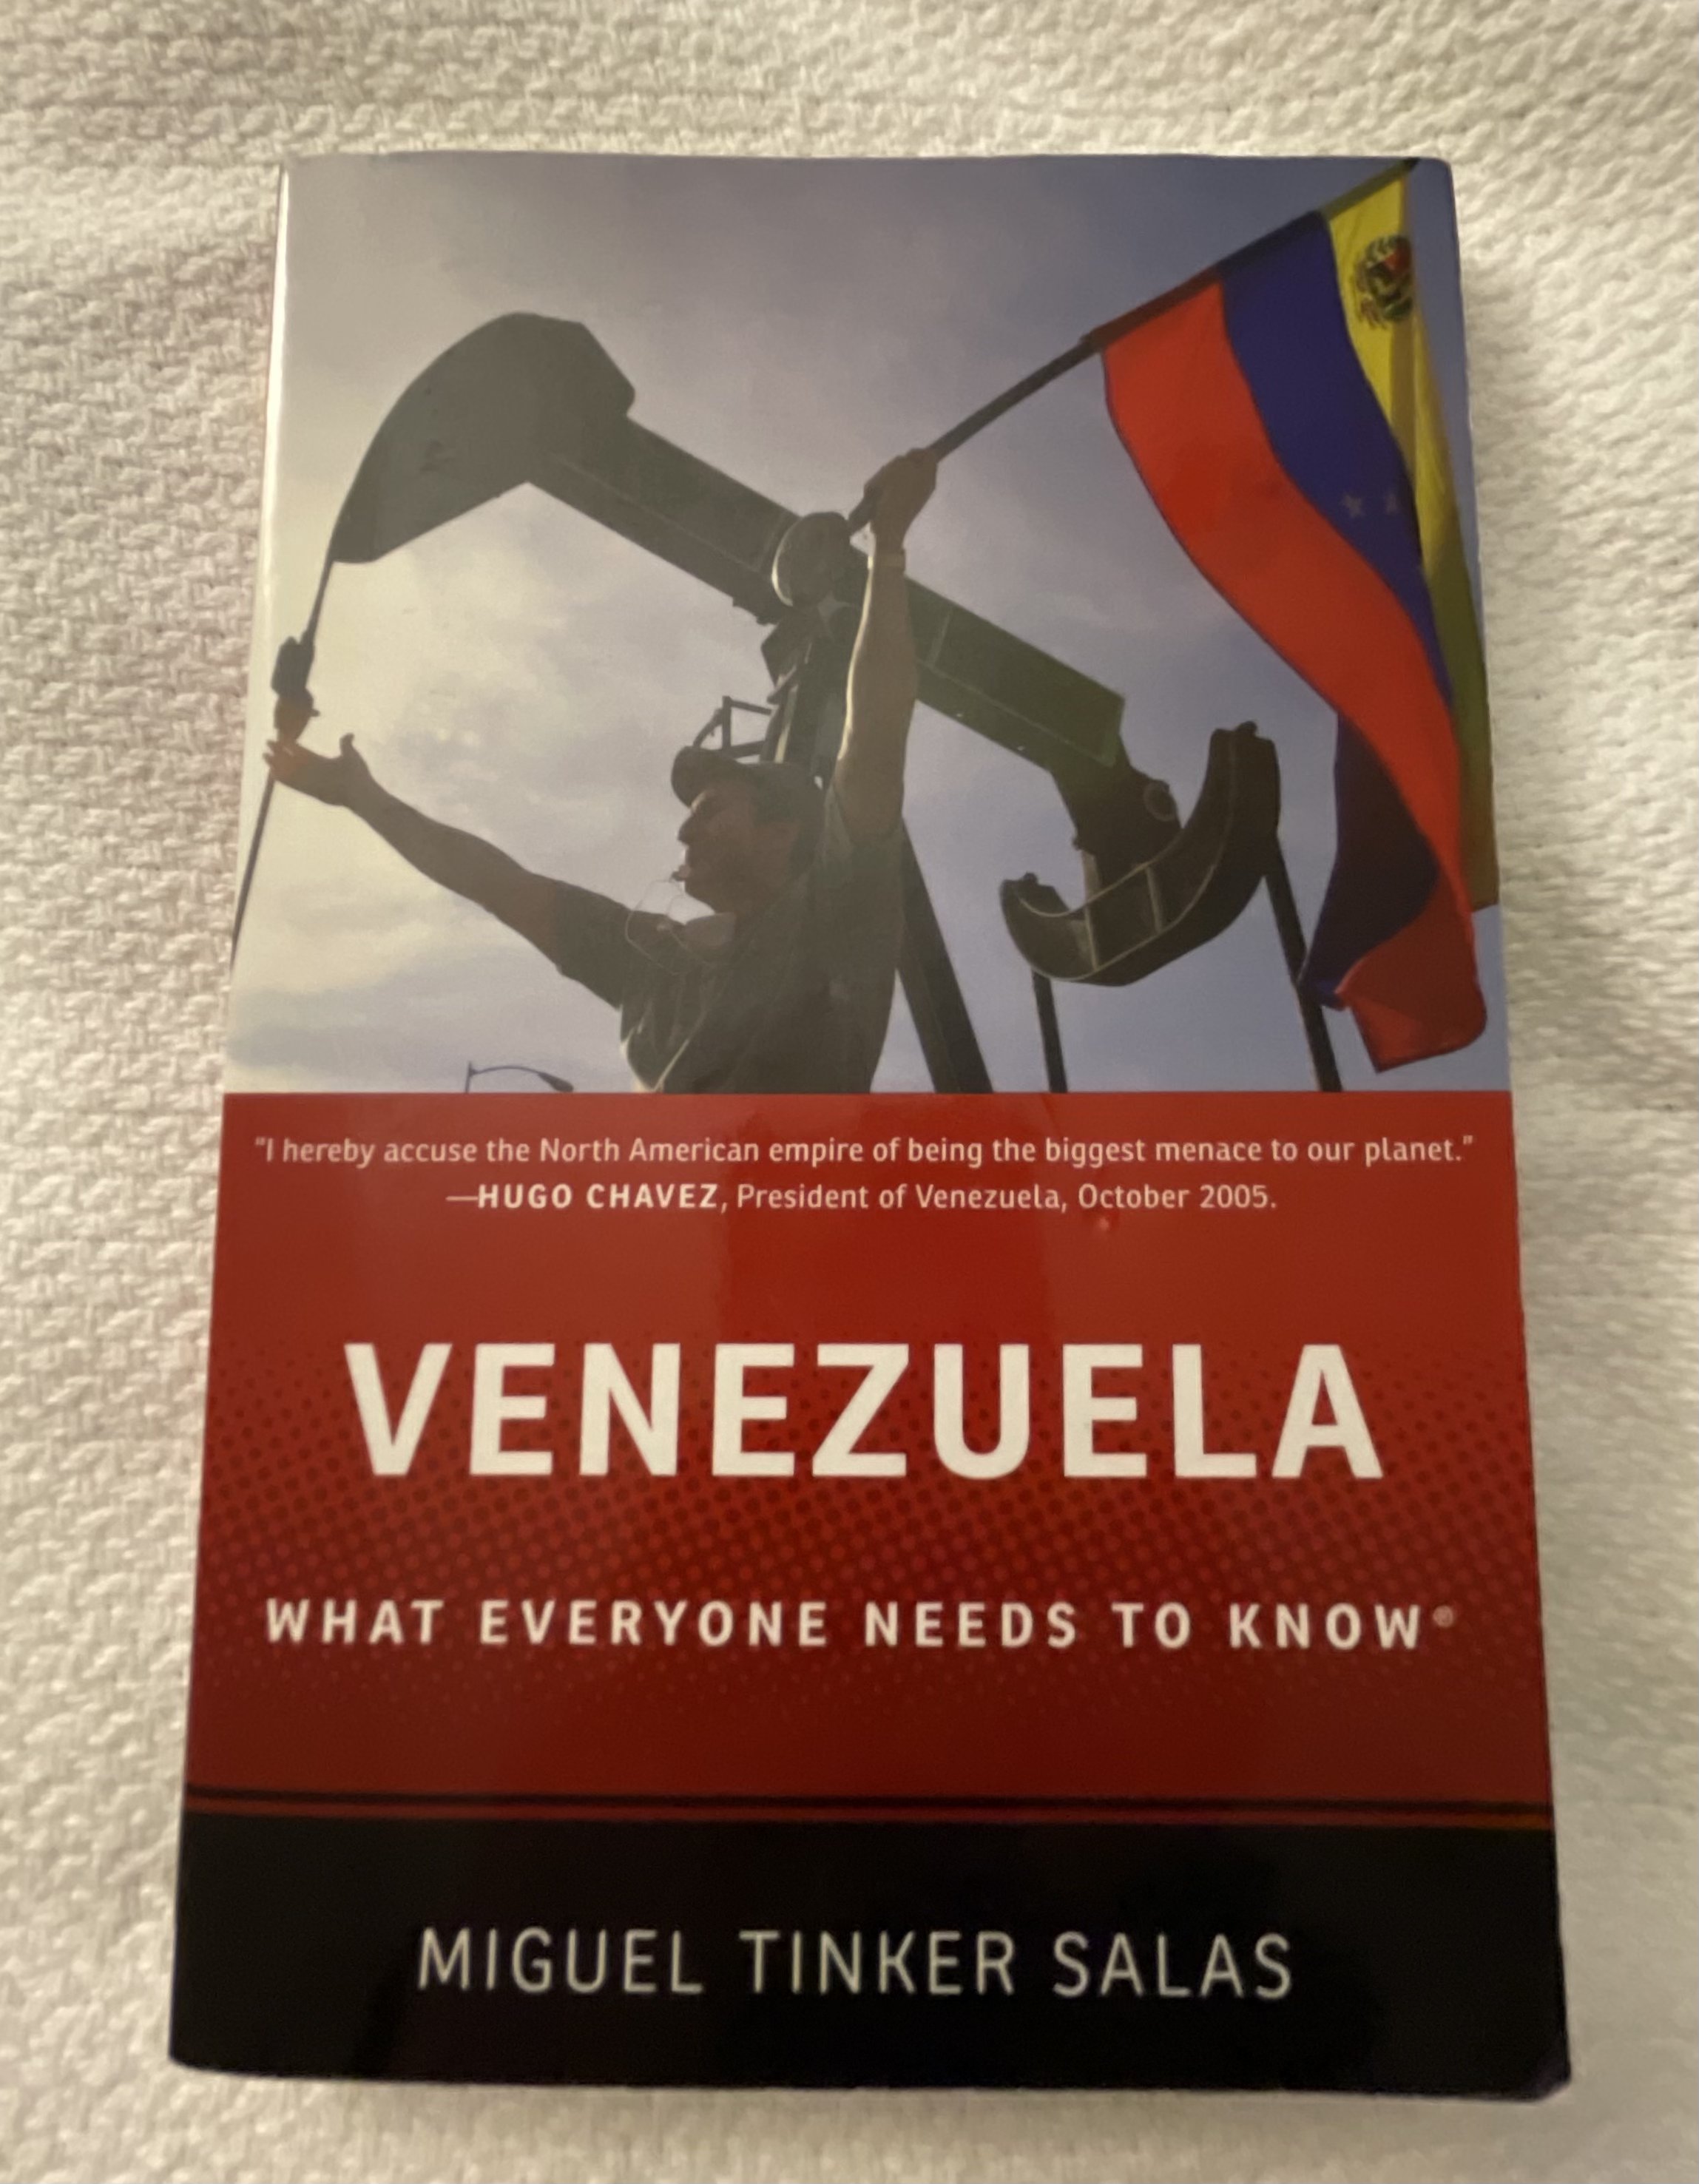 "I hereby accuse the North American empire of being the biggest menace to our planet."
—HUGO CHAVEZ, President of Venezuela, October 2005.
VENEZUELA
WHAT EVERYONE NEEDS TO KNOW®
MIGUEL TINKER SALAS